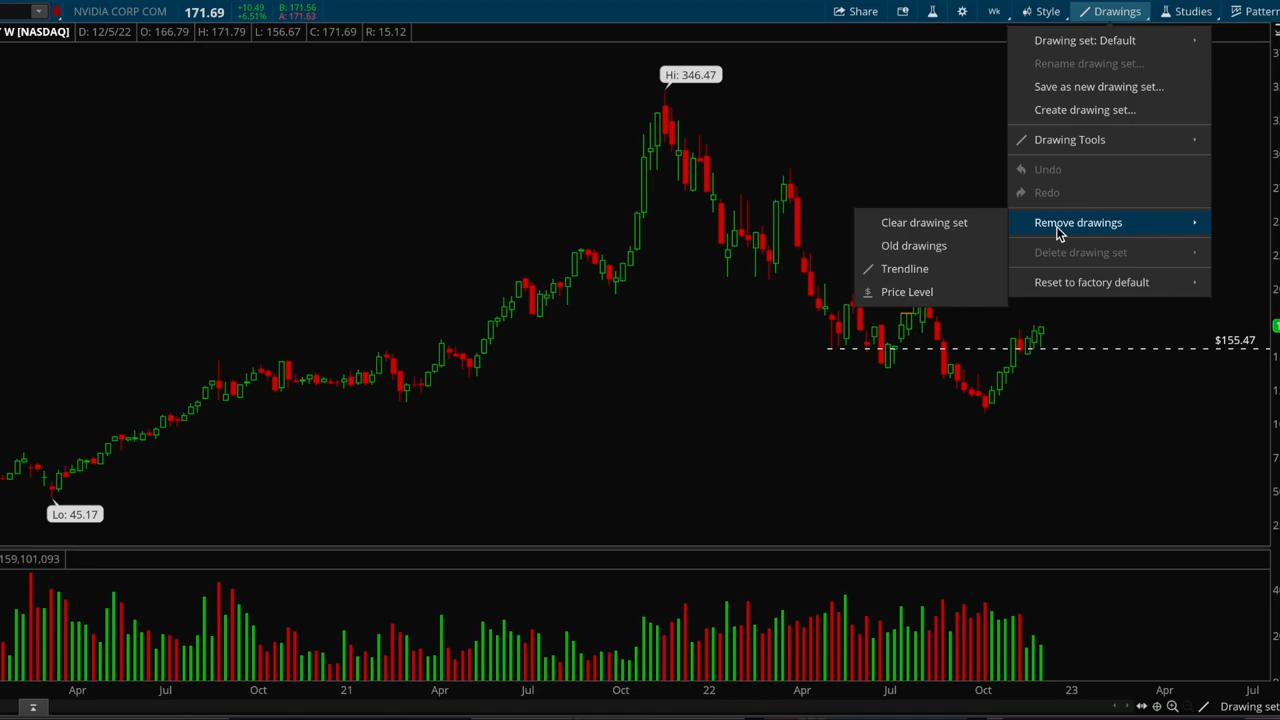 NVIDIA CORP COM 171.69 +10.49 +6.51% B: 171.56 A: 171.63 Share Wk Style Drawings Studies
W [NASDAQ] D: 12/5/22 O: 166.79 H: 171.79 L: 156.67 C: 171.69 R: 15.12
Drawing set: Default
Rename drawing set...
Save as new drawing set...
Create drawing set...
Drawing Tools
Undo
Redo
Remove drawings
Delete drawing set
Reset to factory default
Clear drawing set
Old drawings
Trendline
Price Level
Hi: 346.47
$155.47
Lo: 45.17
159,101,093
Apr Jul Oct 21 Apr Jul Oct 22 Apr Jul Oct 23 Apr Jul
Drawing set